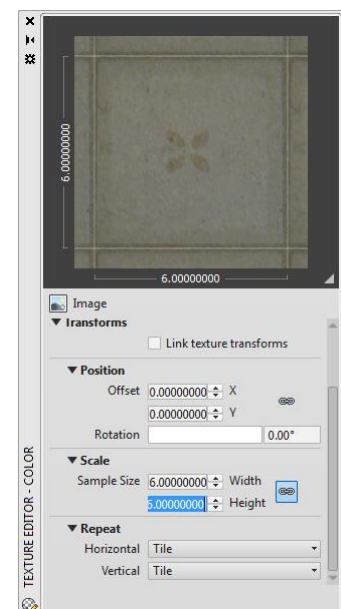 6.00000000
6.00000000
Image
Transforms
Link texture transforms
Position
Offset 0.00000000 X
0.00000000 Y
Rotation 0.00°
Scale
Sample Size 6.00000000 Width
6.00000000 Height
Repeat
Horizontal Tile
Vertical Tile
TEXTURE EDITOR - COLOR